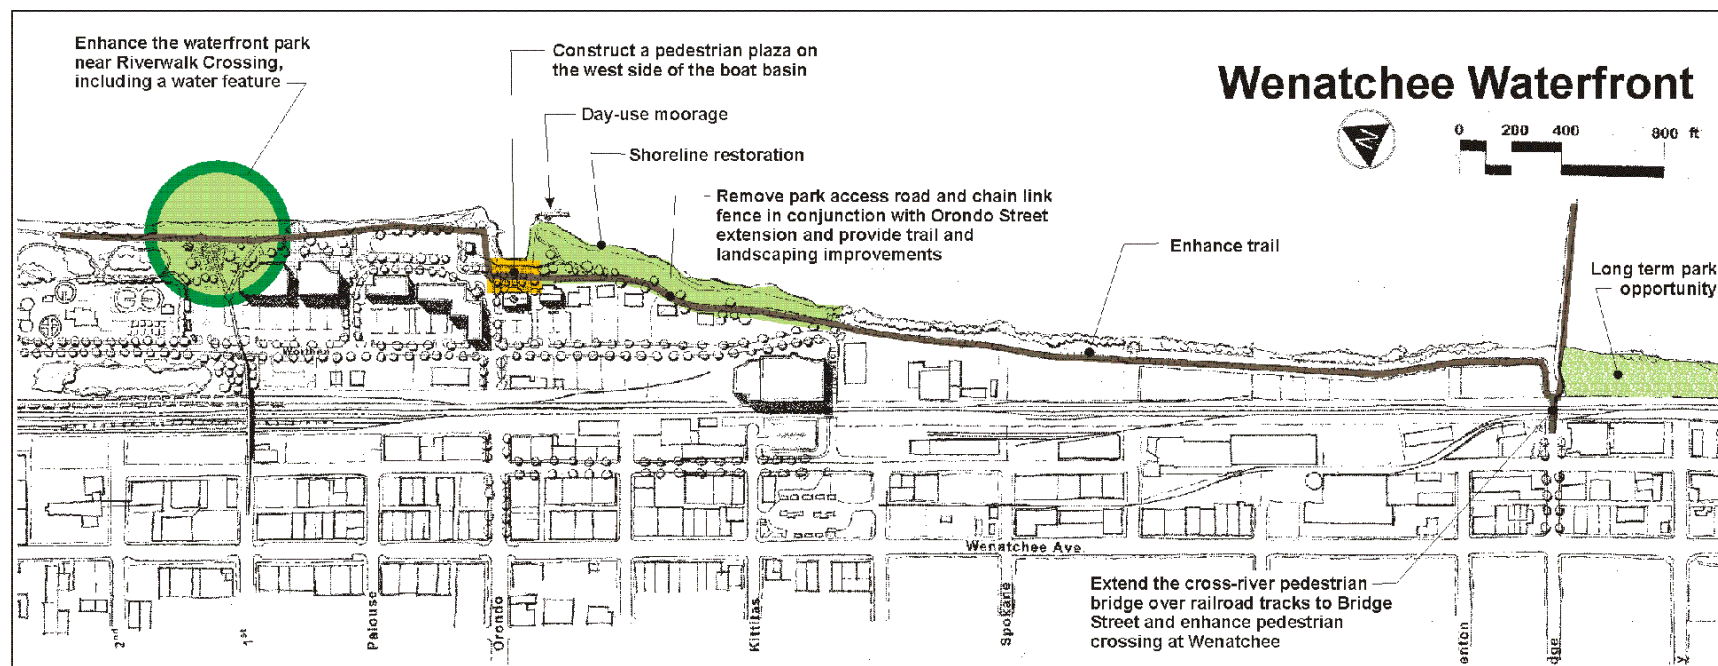 Enhance the waterfront park
near Riverwalk Crossing,
including a water feature
Construct a pedestrian plaza on
the west side of the boat basin
Day-use moorage
Shoreline restoration
Remove park access road and chain link
fence in conjunction with Orondo Street
extension and provide trail and
landscaping improvements
Wenatchee Waterfront
N
0 200 400 800 ft
Enhance trail
Long term park
opportunity
Worthen
Wenatchee Ave.
Extend the cross-river pedestrian
bridge over railroad tracks to Bridge
Street and enhance pedestrian
crossing at Wenatchee
2nd
1st
Palouse
Orondo
Kittitas
Spokane
enton
dge
y